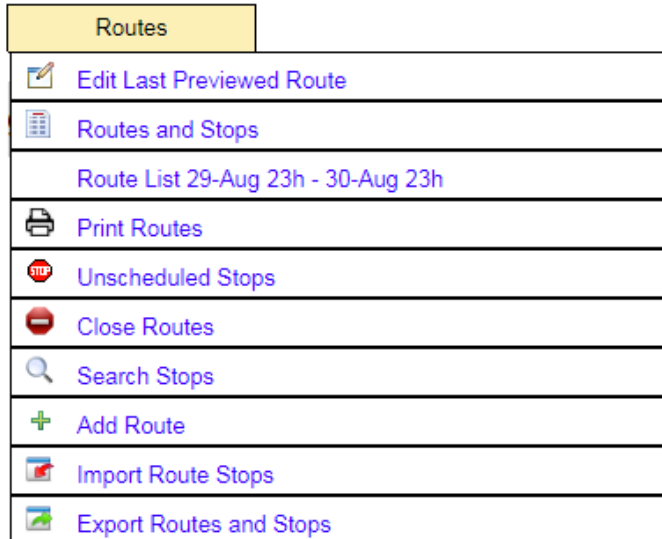 Routes
Edit Last Previewed Route
Routes and Stops
Route List 29-Aug 23h - 30-Aug 23h
Print Routes
STOP
Unscheduled Stops
Close Routes
Search Stops
Add Route
Import Route Stops
Export Routes and Stops